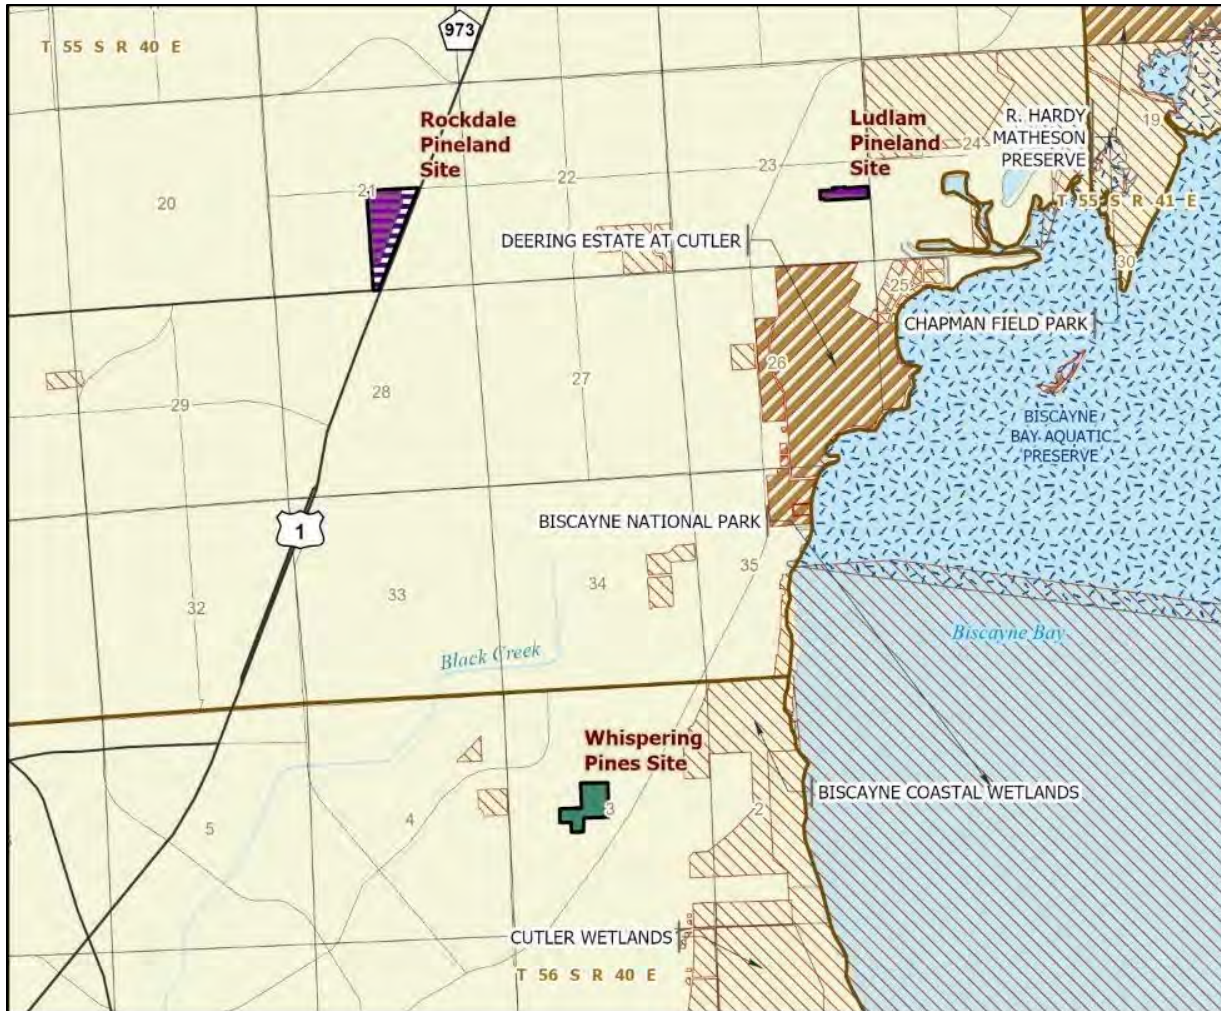 T 55 S R 40 E
973
Rockdale
Pineland
Site
Ludlam
Pineland
Site
R. HARDY
MATHESON
PRESERVE
19
24
23
22
21
20
T 55 S R 41 E
DEERING ESTATE AT CUTLER
30
25
CHAPMAN FIELD PARK
26
27
28
29
BISCAYNE
BAY AQUATIC
PRESERVE
1
BISCAYNE NATIONAL PARK
35
34
33
32
Biscayne Bay
Black Creek
Whispering
Pines Site
BISCAYNE COASTAL WETLANDS
2
3
4
5
CUTLER WETLANDS
T 56 S R 40 E